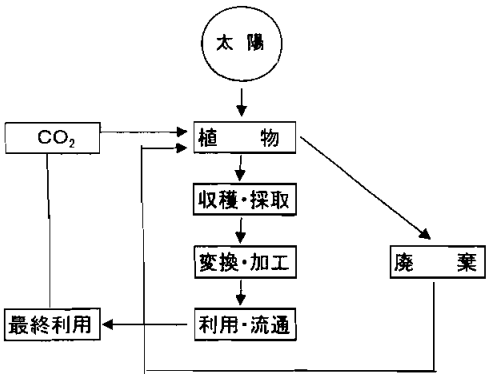 太 陽
CO₂
植 物
収穫・採取
変換・加工
廃 棄
最終利用
利用・流通